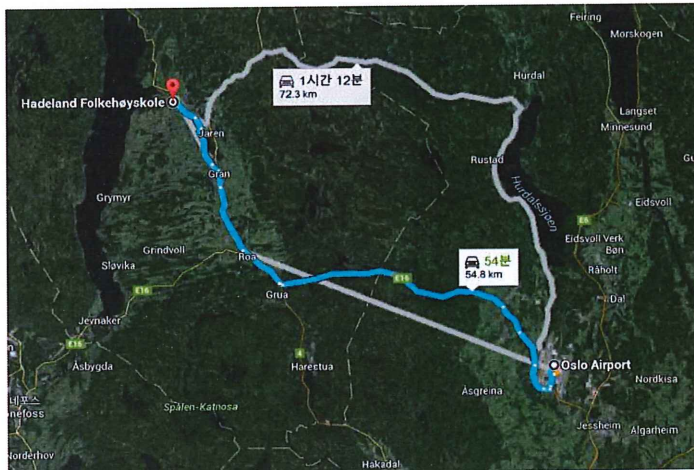 Feiring
Morskogen
1시간 12분
72.3 km
Hurdal
Hadeland Folkehøyskole
Langset
Minnesund
Jaren
Rustad
Gran
Hurdalssjøen
Grymyr
E6
Eidsvoll
Grindvoll
Eidsvoll Verk
Roa
Bøn
Sløvika
54분
54.8 km
Råholt
E16
E16
Grua
Dal
Jevnaker
E16
4
Oslo Airport
Åsbygda
Harestua
Nordkisa
Åsgreina
Spålen-Katnosa
Jessheim
Algarheim
Norderhov
Hakadal